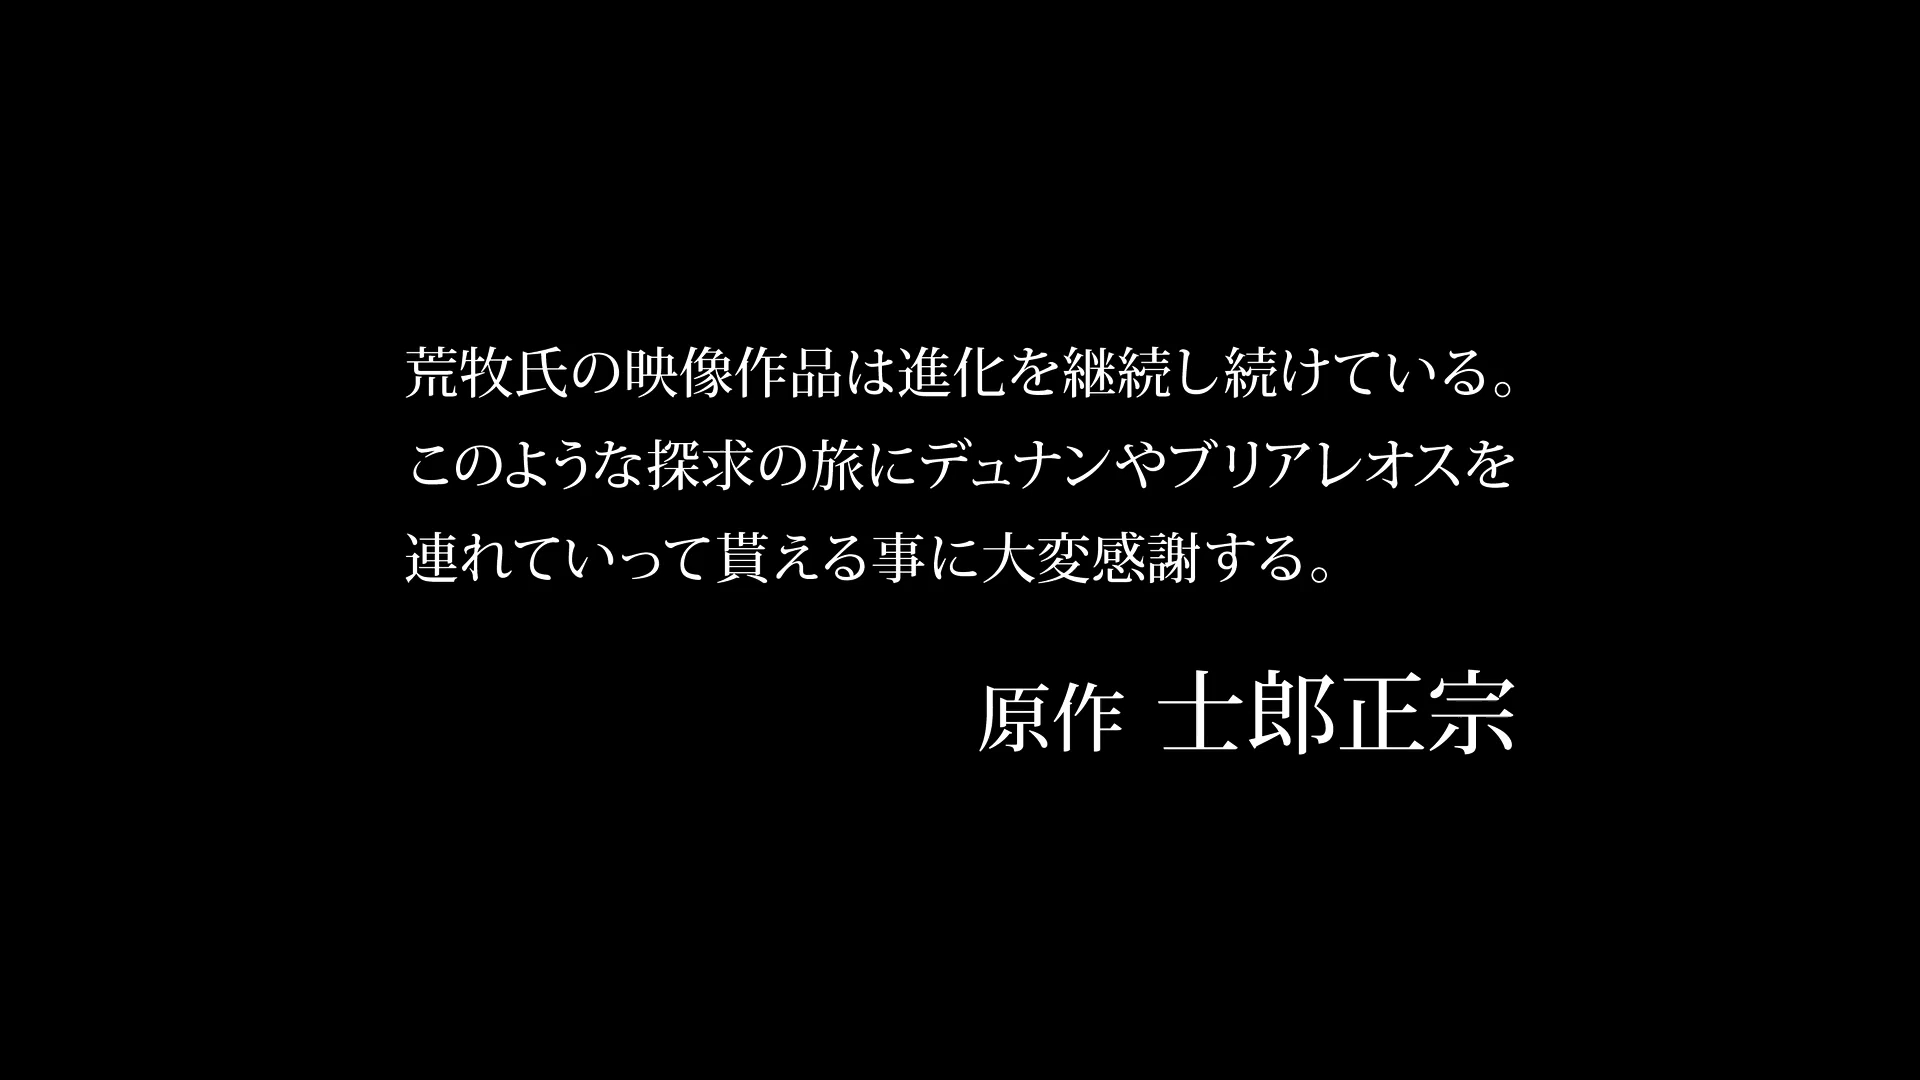 荒牧氏の映像作品は進化を継続し続けている。
このような探求の旅にデュナンやブリアレオスを
連れていって貰える事に大変感謝する。
原作 士郎正宗